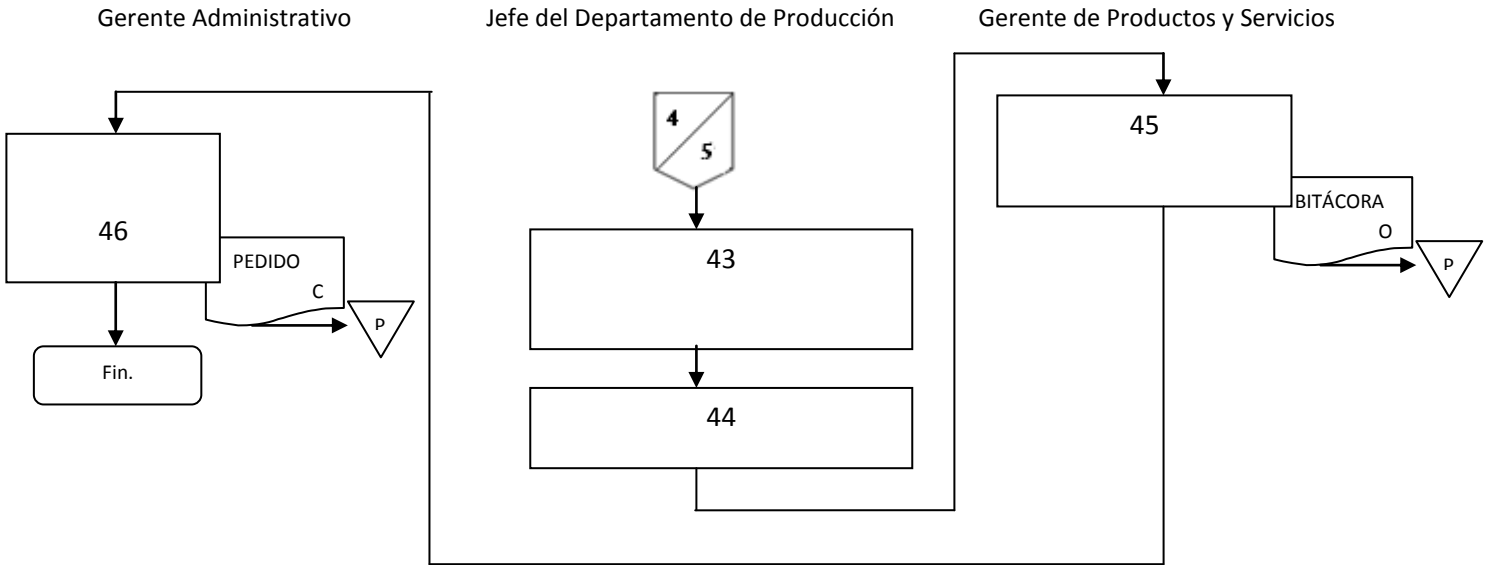 Gerente Administrativo
Jefe del Departamento de Producción
Gerente de Productos y Servicios
4
5
45
BITÁCORA
O
P
46
PEDIDO
C
P
Fin.
43
44